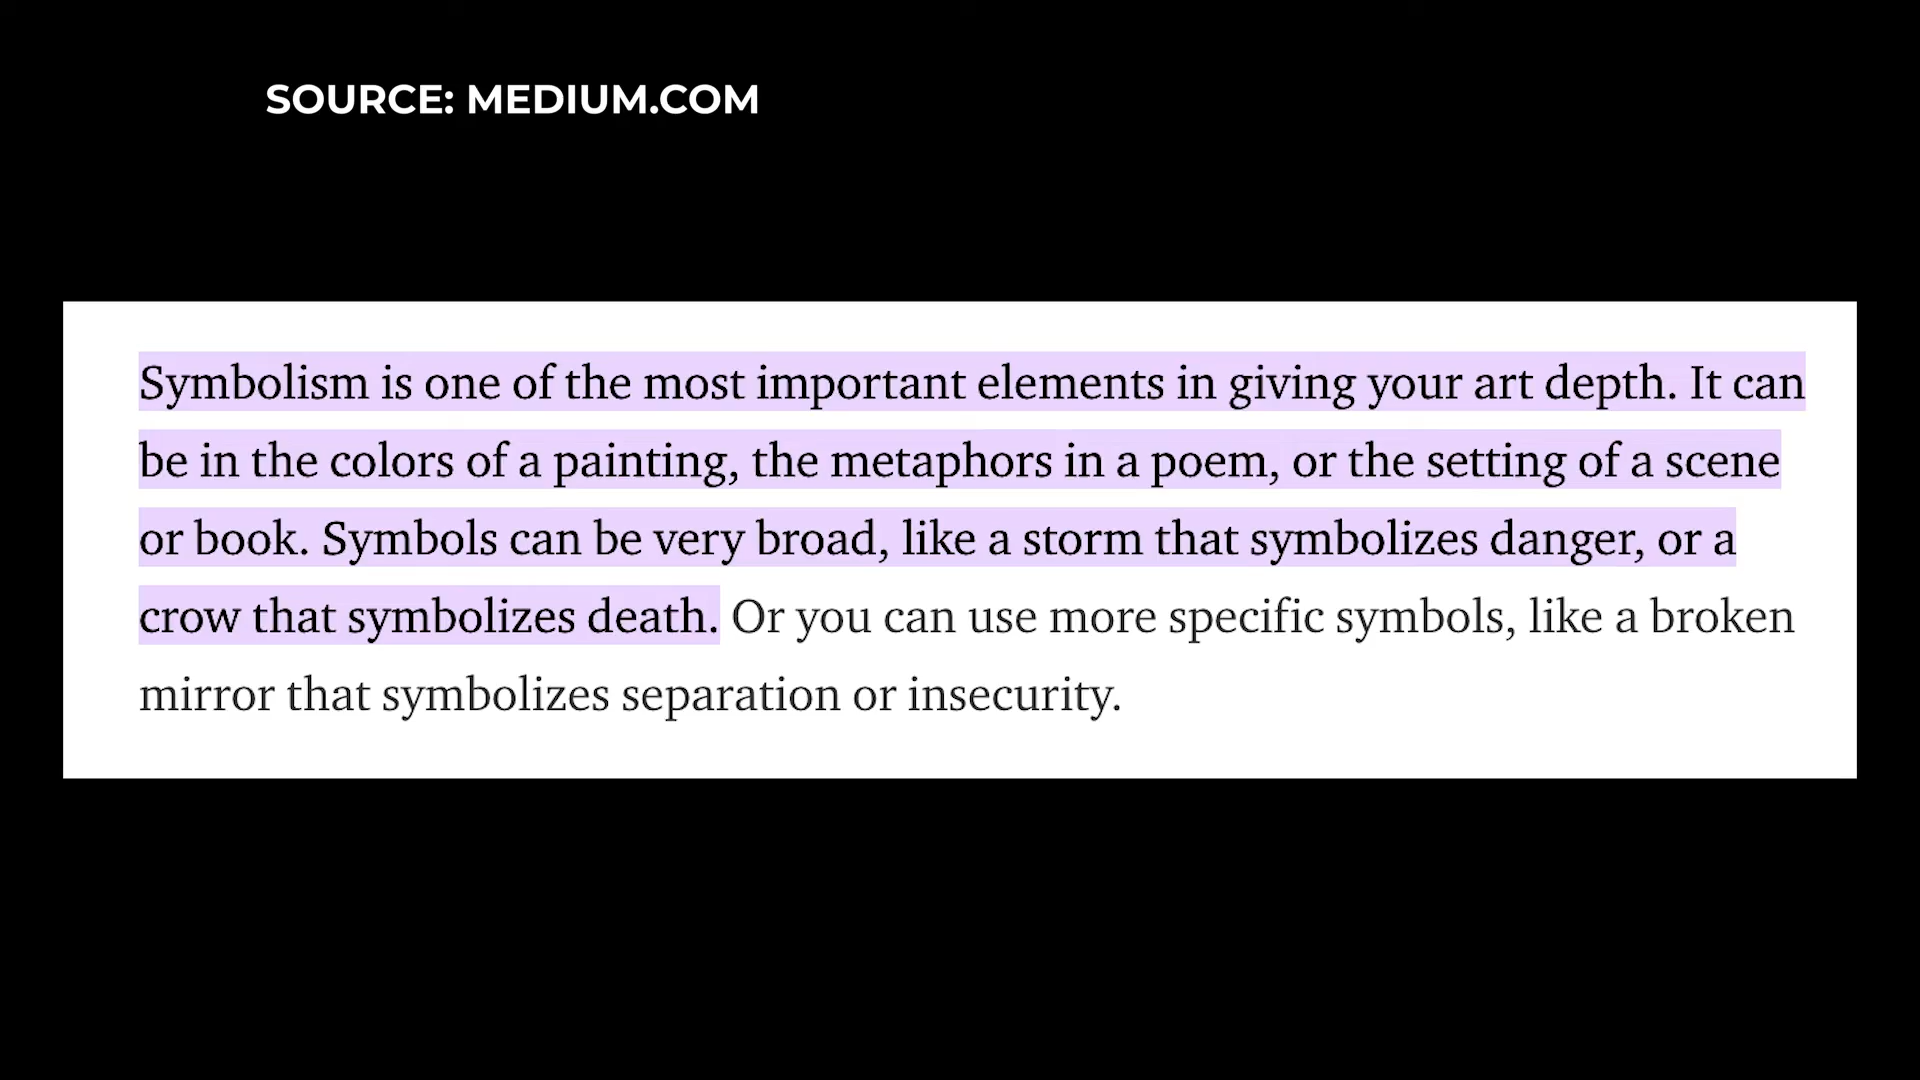 SOURCE: MEDIUM.COM
Symbolism is one of the most important elements in giving your art depth. It can
be in the colors of a painting, the metaphors in a poem, or the setting of a scene
or book. Symbols can be very broad, like a storm that symbolizes danger, or a
crow that symbolizes death. Or you can use more specific symbols, like a broken
mirror that symbolizes separation or insecurity.